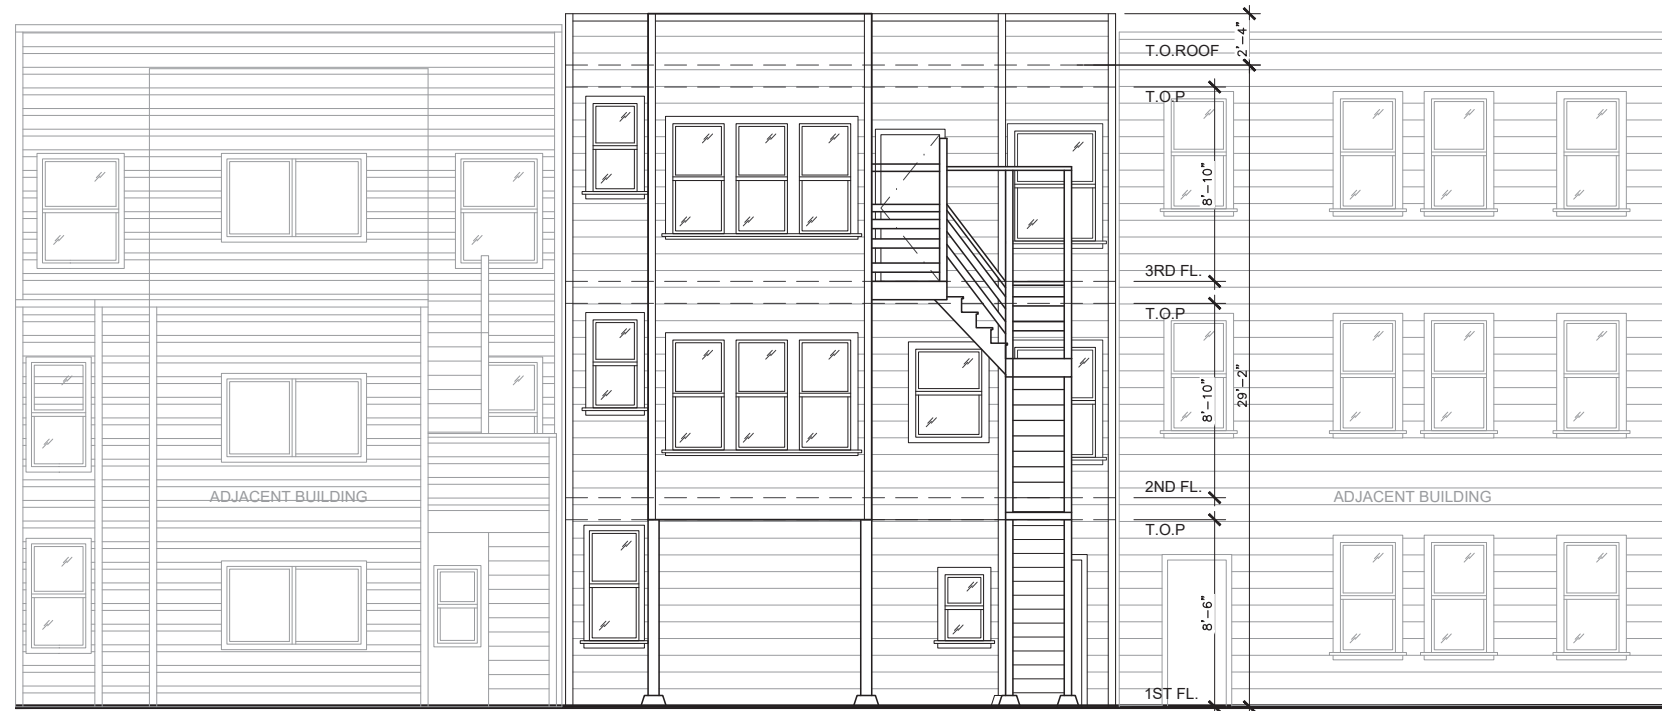 T.O.ROOF
2'-4"
T.O.P
8'-10"
3RD FL.
T.O.P
8'-10"
29'-2"
2ND FL.
ADJACENT BUILDING
ADJACENT BUILDING
T.O.P
8'-6"
1ST FL.